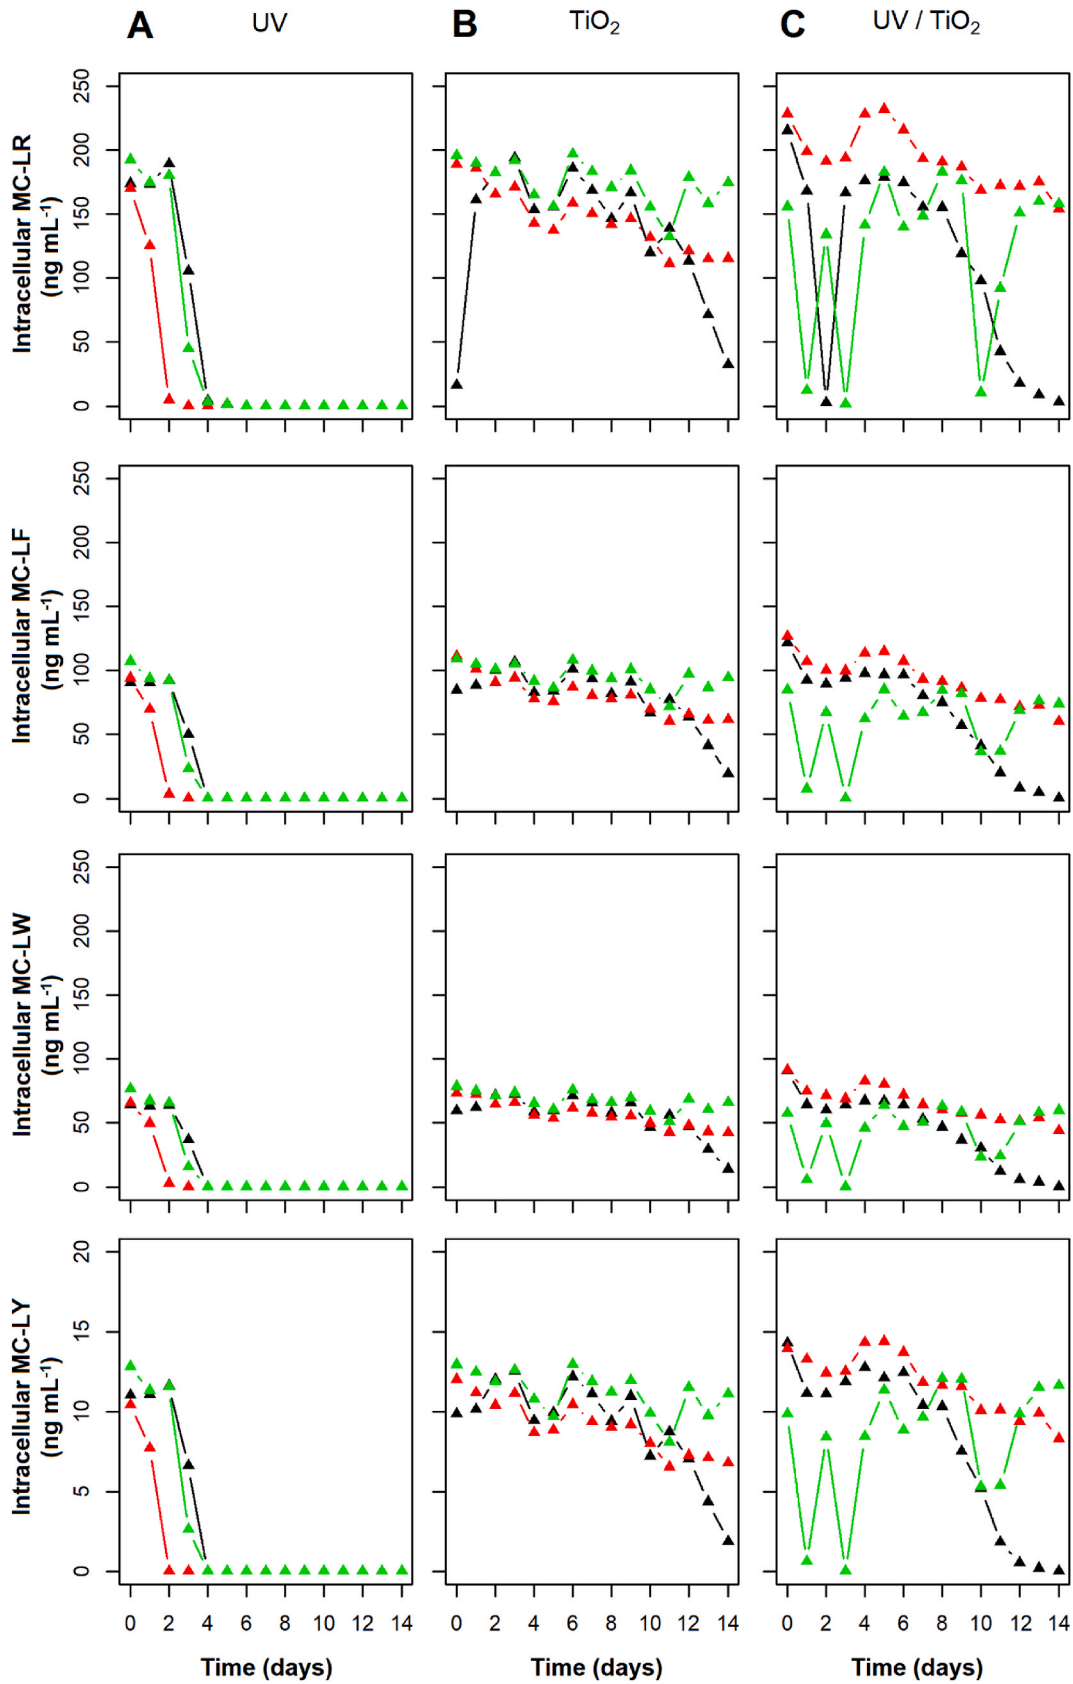 A UV B TiO₂ C UV / TiO₂
Intracellular MC-LR
(ng mL⁻¹)
250
200
150
100
50
0
Intracellular MC-LF
(ng mL⁻¹)
250
200
150
100
50
0
Intracellular MC-LW
(ng mL⁻¹)
250
200
150
100
50
0
Intracellular MC-LY
(ng mL⁻¹)
20
15
10
5
0
0 2 4 6 8 10 12 14 0 2 4 6 8 10 12 14 0 2 4 6 8 10 12 14
Time (days) Time (days) Time (days)